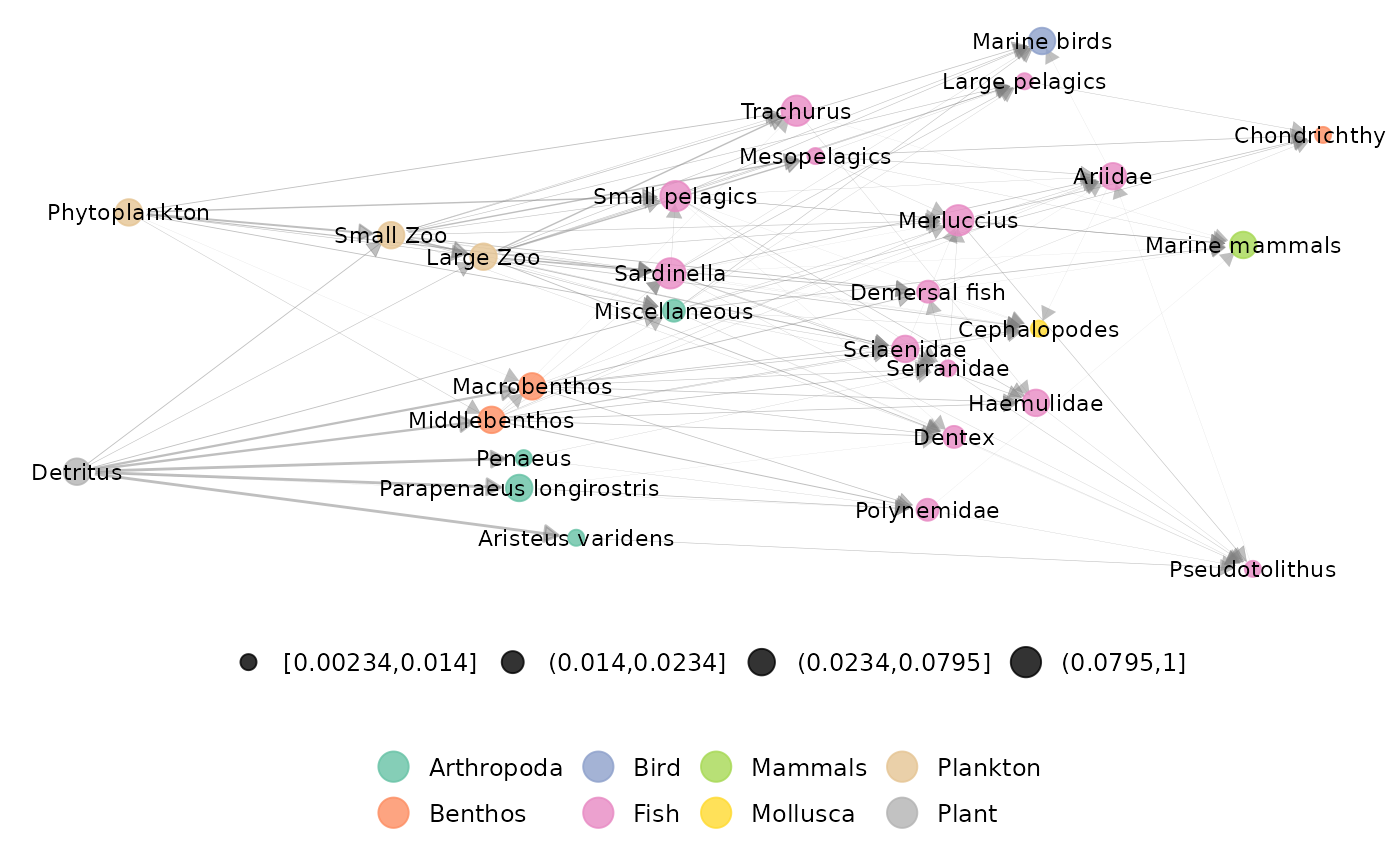 Marine birds
Large pelagics
Trachurus
Chondrichthy
Mesopelagics
Ariidae
Small pelagics
Phytoplankton
Merluccius
Small Zoo
Marine mammals
Large Zoo
Sardinella
Demersal fish
Miscellaneous
Cephalopodes
Sciaenidae
Serranidae
Macrobenthos
Haemulidae
Middlebenthos
Dentex
Penaeus
Detritus
Parapenaeus longirostris
Polynemidae
Aristeus varidens
Pseudotolithus
[0.00234,0.014] (0.014,0.0234] (0.0234,0.0795] (0.0795,1]
Arthropoda Bird Mammals Plankton
Benthos Fish Mollusca Plant